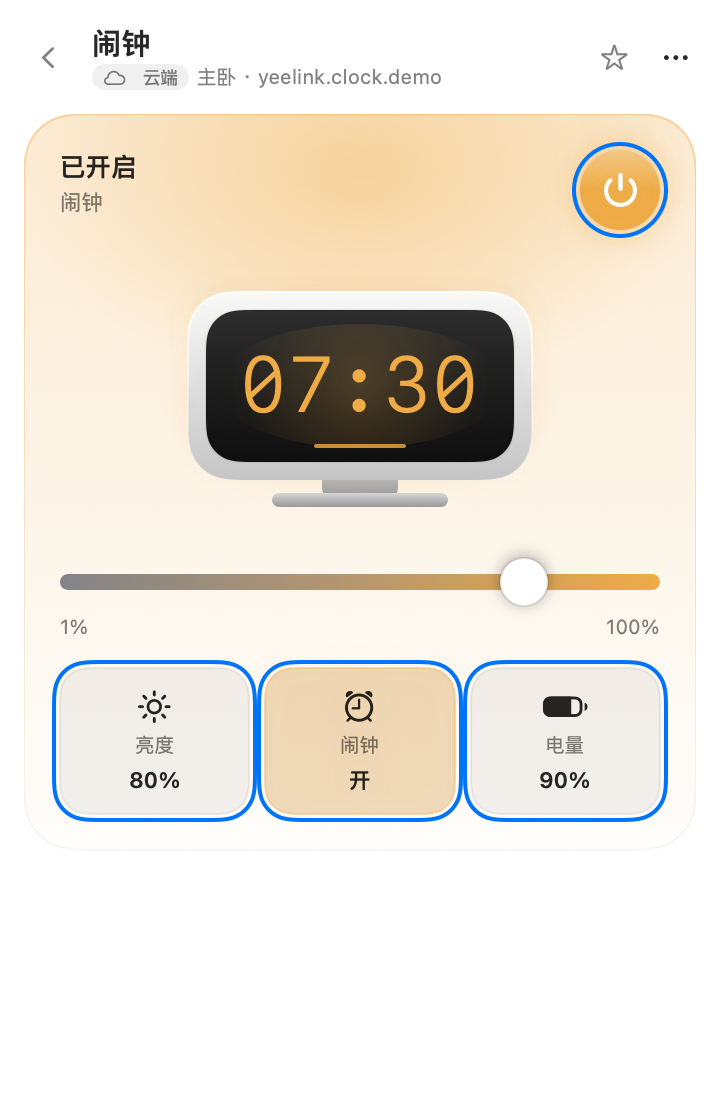 闹钟
云端 主卧 · yeelink.clock.demo
已开启
闹钟
07:30
1% 100%
亮度 闹钟 电量
80% 开 90%